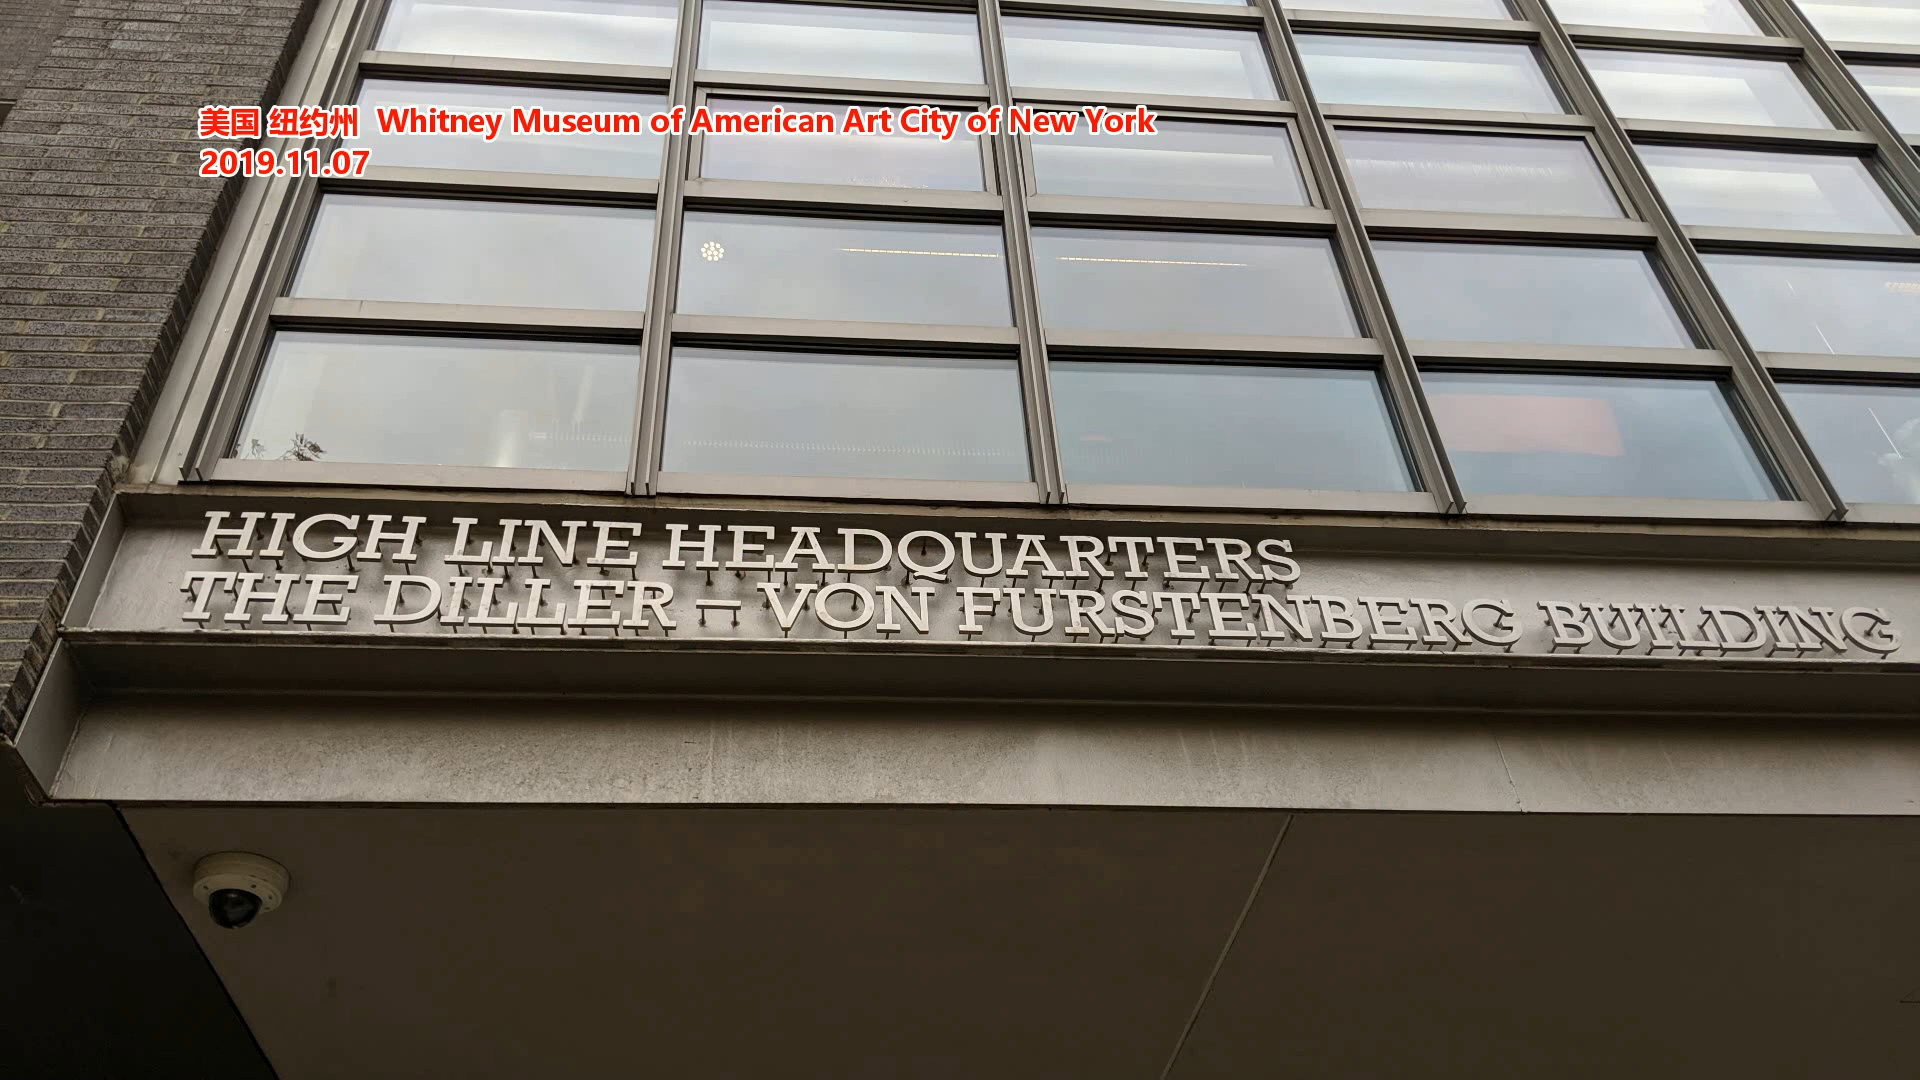 美国 纽约州 Whitney Museum of American Art City of New York
2019.11.07
HIGH LINE HEADQUARTERS
THE DILLER – VON FURSTENBERG BUILDING